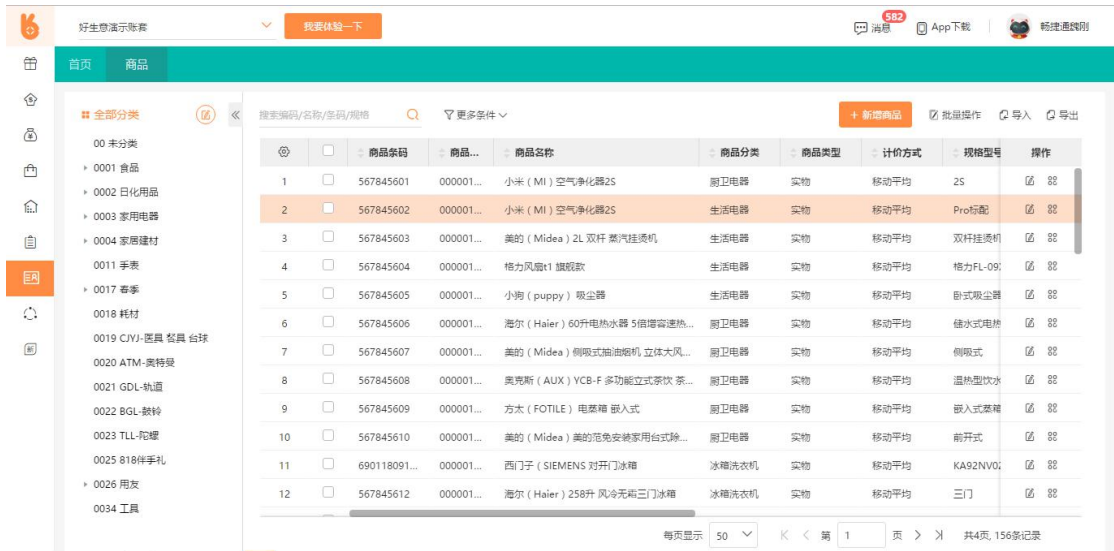 好生意演示账套 我要体验一下 消息 582 App下载 畅捷通魏刚
首页 商品
全部分类
00 未分类
0001 食品
0002 日化用品
0003 家用电器
0004 家居建材
0011 手表
0017 春季
0018 耗材
0019 CJYJ-医具 餐具 台球
0020 ATM-奥特曼
0021 GDL-轨道
0022 BGL-鼓铃
0023 TLL-陀螺
0025 818伴手礼
0026 用友
0034 工具
搜索编码/名称/条码/规格 更多条件 + 新增商品 批量操作 导入 导出
商品条码 商品... 商品名称 商品分类 商品类型 计价方式 规格型号 操作
1 567845601 000001... 小米（MI）空气净化器2S 厨卫电器 实物 移动平均 2S
2 567845602 000001... 小米（MI）空气净化器2S 生活电器 实物 移动平均 Pro标配
3 567845603 000001... 美的（Midea）2L 双杆 蒸汽挂烫机 生活电器 实物 移动平均 双杆挂烫机
4 567845604 000001... 格力风扇t1 旗舰款 生活电器 实物 移动平均 格力FL-09
5 567845605 000001... 小狗（puppy） 吸尘器 生活电器 实物 移动平均 卧式吸尘器
6 567845606 000001... 海尔（Haier）60升电热水器 5倍增容速热... 厨卫电器 实物 移动平均 储水式电热
7 567845607 000001... 美的（Midea）侧吸式抽油烟机 立体大风... 厨卫电器 实物 移动平均 侧吸式
8 567845608 000001... 奥克斯（AUX）YCB-F 多功能立式茶饮 茶... 厨卫电器 实物 移动平均 温热型饮水
9 567845609 000001... 方太（FOTILE） 电蒸箱 嵌入式 厨卫电器 实物 移动平均 嵌入式蒸箱
10 567845610 000001... 美的（Midea）美的范免安装家用台式除... 厨卫电器 实物 移动平均 前开式
11 690118091... 000001... 西门子（SIEMENS 对开门冰箱 冰箱洗衣机 实物 移动平均 KA92NV02
12 567845612 000001... 海尔（Haier）258升 风冷无霜三门冰箱 冰箱洗衣机 实物 移动平均 三门
每页显示 50 第 1 页 共4页, 156条记录